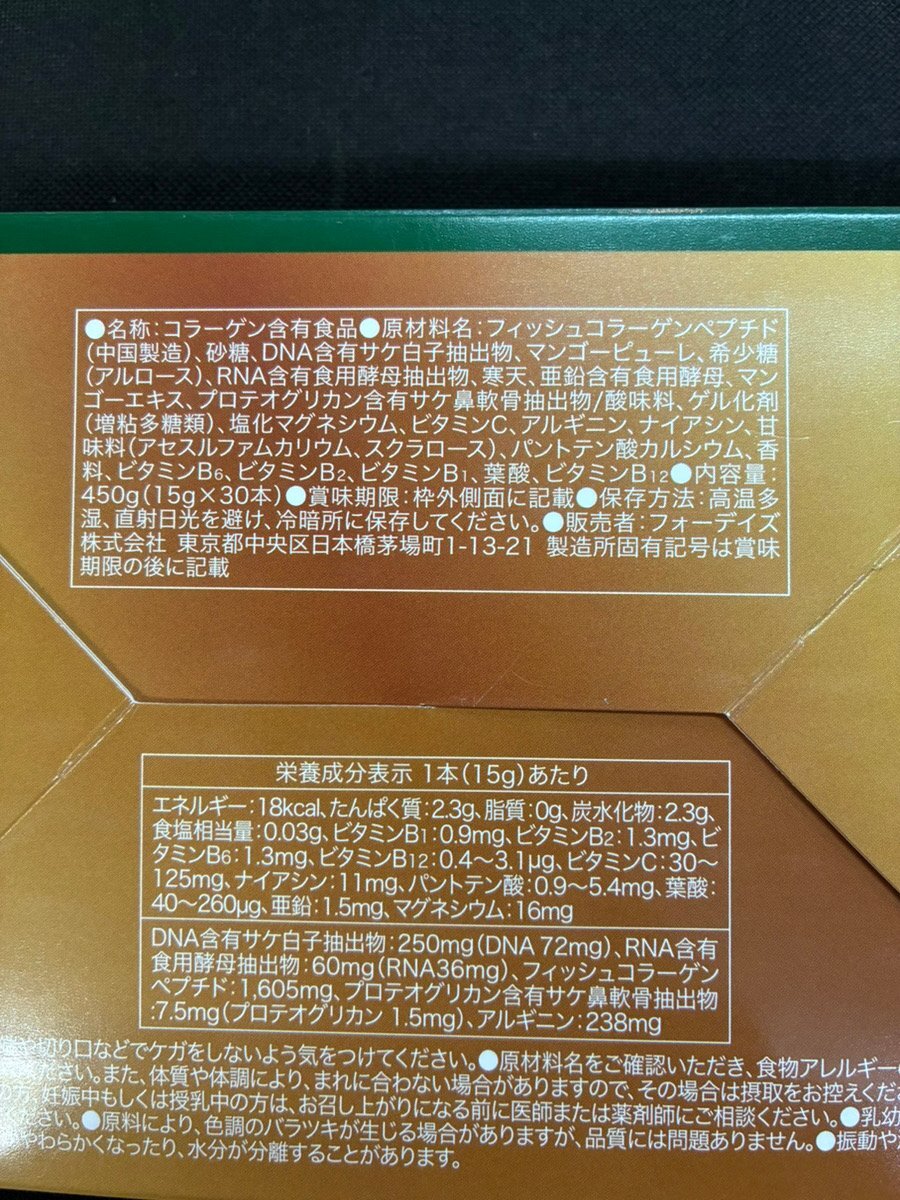 ●名称：コラーゲン含有食品●原材料名：フィッシュコラーゲンペプチド
（中国製造）、砂糖、DNA含有サケ白子抽出物、マンゴーピューレ、希少糖
（アルロース）、RNA含有食用酵母抽出物、寒天、亜鉛含有食用酵母、マン
ゴーエキス、プロテオグリカン含有サケ鼻軟骨抽出物/酸味料、ゲル化剤
（増粘多糖類）、塩化マグネシウム、ビタミンC、アルギニン、ナイアシン、甘
味料（アセスルファムカリウム、スクラロース）、パントテン酸カルシウム、香
料、ビタミンB6、ビタミンB2、ビタミンB1、葉酸、ビタミンB12●内容量：
450g（15g×30本）●賞味期限：枠外側面に記載●保存方法：高温多
湿、直射日光を避け、冷暗所に保存してください。●販売者：フォーデイズ
株式会社 東京都中央区日本橋茅場町1-13-21 製造所固有記号は賞味
期限の後に記載
栄養成分表示 1本（15g）あたり
エネルギー：18kcal、たんぱく質：2.3g、脂質：0g、炭水化物：2.3g、
食塩相当量：0.03g、ビタミンB1：0.9mg、ビタミンB2：1.3mg、ビ
タミンB6：1.3mg、ビタミンB12：0.4〜3.1μg、ビタミンC：30〜
125mg、ナイアシン：11mg、パントテン酸：0.9〜5.4mg、葉酸：
40〜260μg、亜鉛：1.5mg、マグネシウム：16mg
DNA含有サケ白子抽出物：250mg（DNA 72mg）、RNA含有
食用酵母抽出物：60mg（RNA36mg）、フィッシュコラーゲン
ペプチド：1,605mg、プロテオグリカン含有サケ鼻軟骨抽出物
：7.5mg（プロテオグリカン 1.5mg）、アルギニン：238mg
や切り口などでケガをしないよう気をつけてください。●原材料名をご確認いただき、食物アレルギー
ださい。また、体質や体調により、まれに合わない場合がありますので、その場合は摂取をお控えくだ
の方、妊娠中もしくは授乳中の方は、お召し上がりになる前に医師または薬剤師にご相談ください。●乳幼
さい。●原料により、色調のバラツキが生じる場合がありますが、品質には問題ありません。●振動や
やわらかくなったり、水分が分離することがあります。